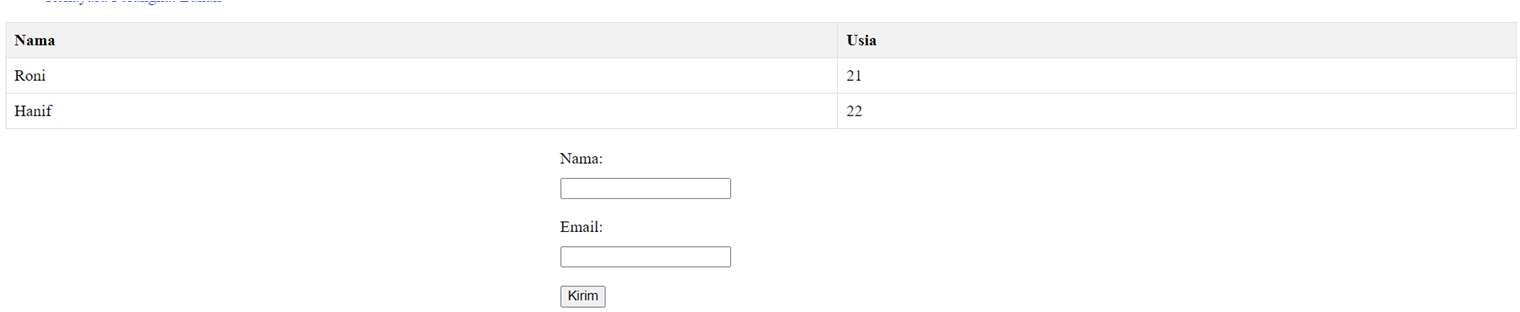 Nama Usia
Roni 21
Hanif 22
Nama:
Email:
Kirim